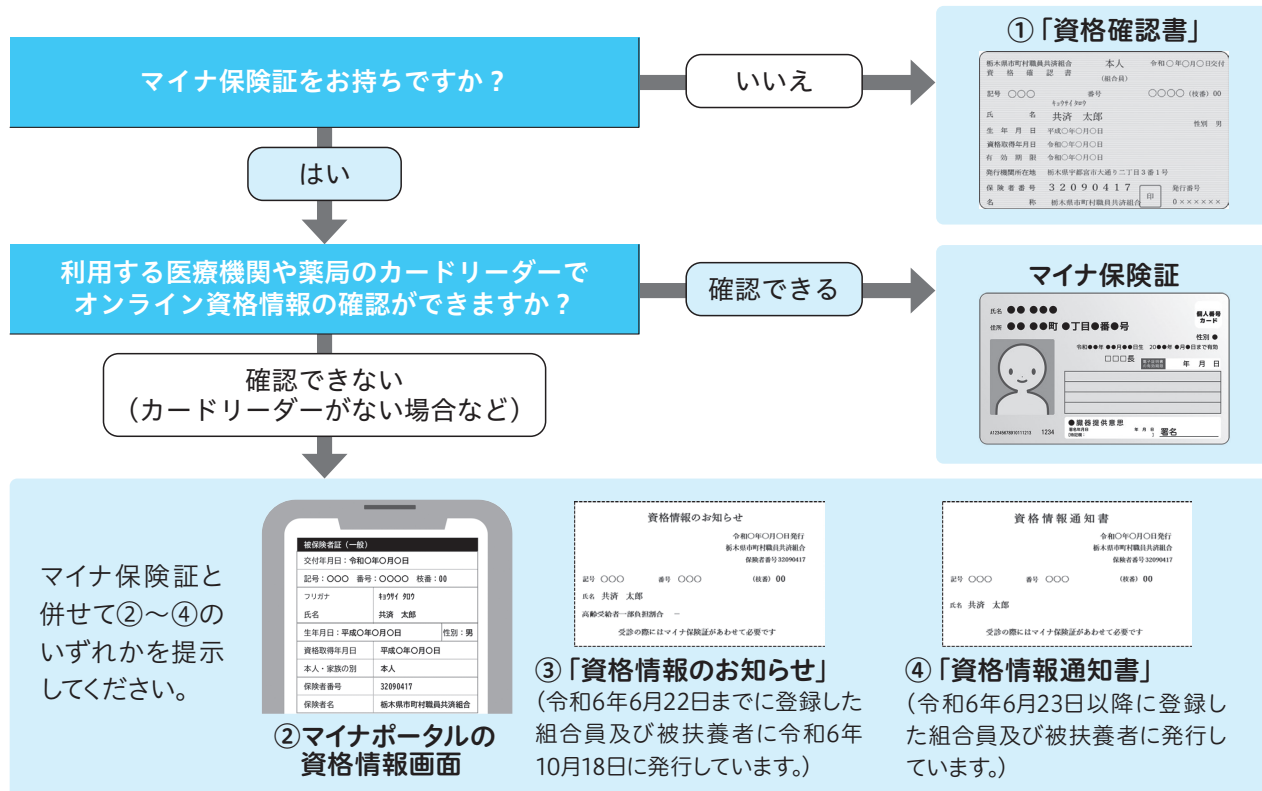 マイナ保険証をお持ちですか？
いいえ
①「資格確認書」
栃木県市町村職員共済組合 本人 令和○年○月○日交付
資格確認書 (組合員)
記号 ○○○ 番号 ○○○○ (枝番) 00
ｷｮｳｻｲ ﾀﾛｳ
氏名 共済 太郎
性別 男
生年月日 平成○年○月○日
資格取得年月日 令和○年○月○日
有効期限 令和○年○月○日
発行機関所在地 栃木県宇都宮市大通り二丁目3番1号
保険者番号 32090417 印 発行番号
名称 栃木県市町村職員共済組合 0××××××
はい
利用する医療機関や薬局のカードリーダーで
オンライン資格情報の確認ができますか？
確認できる
マイナ保険証
氏名 ●● ●●●
住所 ●● ●●町 ●丁目●番●号
個人番号
カード
性別 ●
令和●●年 ●●月●●日生 20●●年 ●月●日まで有効
□□□長
年 月 日
●臓器提供意思
署名年月日 年 月 日
署名
41234567891011213 1234
確認できない
（カードリーダーがない場合など）
マイナ保険証と
併せて②～④の
いずれかを提示
してください。
被保険者証（一般）
交付年月日：令和○年○月○日
記号：○○○ 番号：○○○○ 枝番：00
フリガナ ｷｮｳｻｲ ﾀﾛｳ
氏名 共済 太郎
生年月日：平成○年○月○日 性別：男
資格取得年月日 平成○年○月○日
本人・家族の別 本人
保険者番号 32090417
保険者名 栃木県市町村職員共済組合
②マイナポータルの
資格情報画面
資格情報のお知らせ
令和○年○月○日発行
栃木県市町村職員共済組合
保険者番号32090417
記号 ○○○ 番号 ○○○ (枝番) 00
氏名 共済 太郎
高齢受給者一部負担割合 －
受診の際にはマイナ保険証があわせて必要です
③「資格情報のお知らせ」
(令和6年6月22日までに登録した
組合員及び被扶養者に令和6年
10月18日に発行しています。)
資格情報通知書
令和○年○月○日発行
栃木県市町村職員共済組合
保険者番号32090417
記号 ○○○ 番号 ○○○ (枝番) 00
氏名 共済 太郎
受診の際にはマイナ保険証があわせて必要です
④「資格情報通知書」
(令和6年6月23日以降に登録し
た組合員及び被扶養者に発行し
ています。)